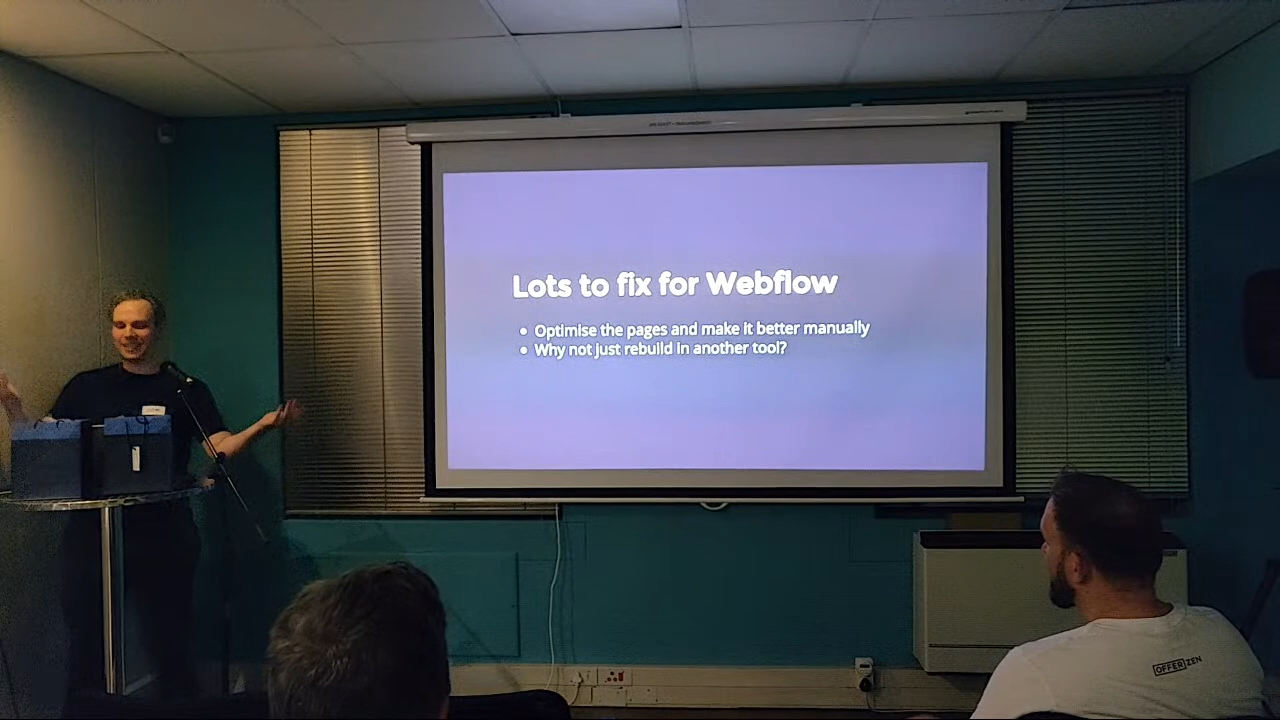 Lots to fix for Webflow
• Optimise the pages and make it better manually
• Why not just rebuild in another tool?
OFFERZEN